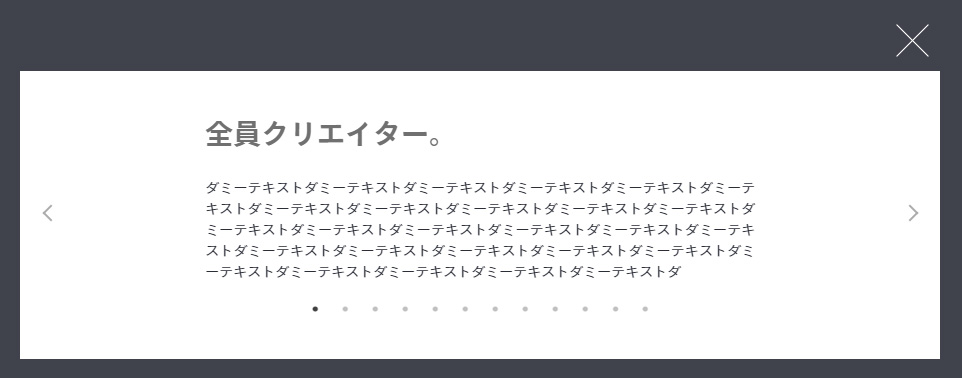 全員クリエイター。
ダミーテキストダミーテキストダミーテキストダミーテキストダミーテキストダミーテ
キストダミーテキストダミーテキストダミーテキストダミーテキストダミーテキストダ
ミーテキストダミーテキストダミーテキストダミーテキストダミーテキストダミーテキ
ストダミーテキストダミーテキストダミーテキストダミーテキストダミーテキストダミ
ーテキストダミーテキストダミーテキストダミーテキストダミーテキストダ